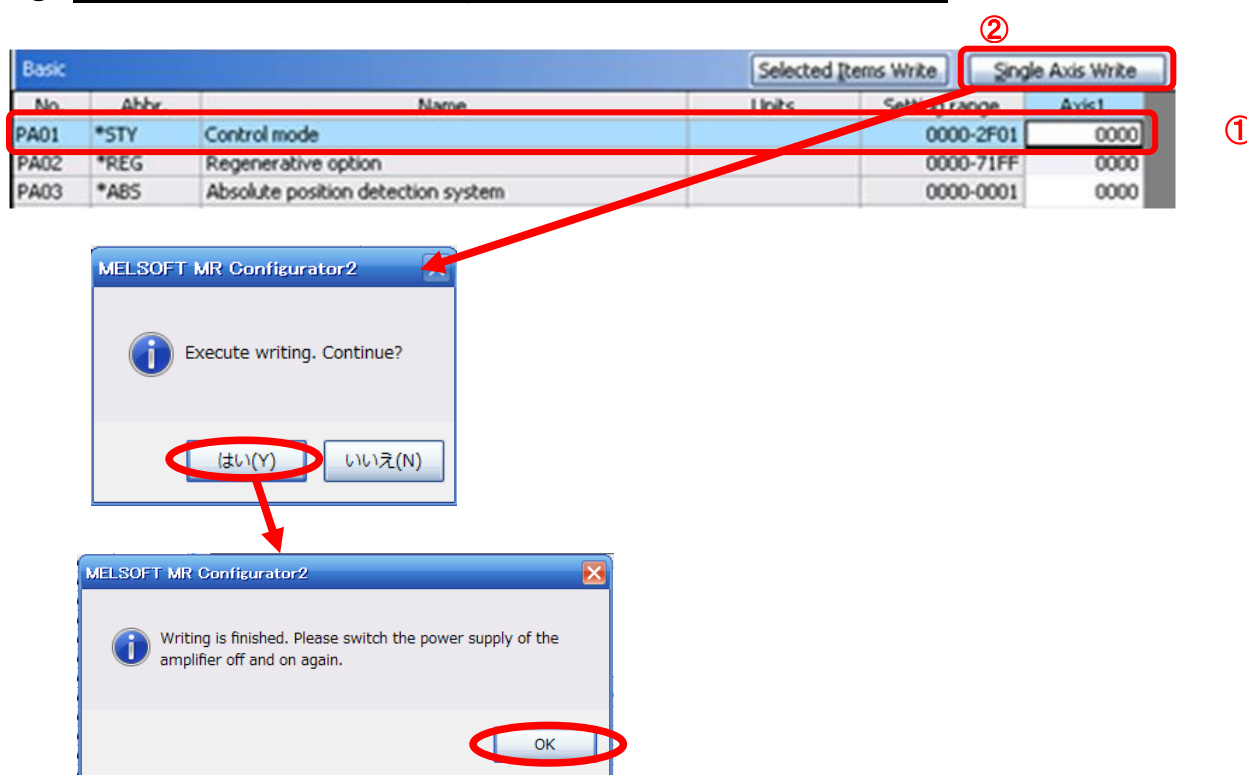 ②
Basic Selected Items Write Single Axis Write
No. Abbr. Name Units Setting range Axis1
PA01 *STY Control mode 0000-2F01 0000
①
PA02 *REG Regenerative option 0000-71FF 0000
PA03 *ABS Absolute position detection system 0000-0001 0000
MELSOFT MR Configurator2
Execute writing. Continue?
はい(Y) いいえ(N)
MELSOFT MR Configurator2
Writing is finished. Please switch the power supply of the
amplifier off and on again.
OK